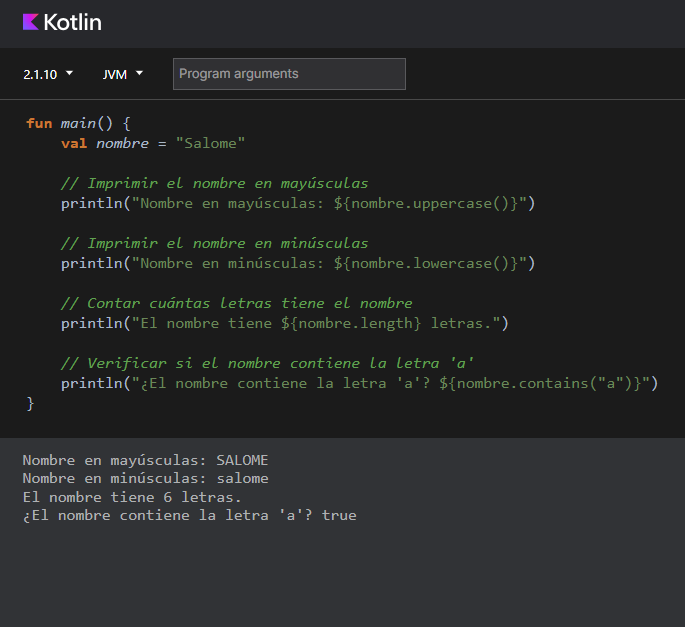 Kotlin
2.1.10 JVM Program arguments
fun main() {
    val nombre = "Salome"

    // Imprimir el nombre en mayúsculas
    println("Nombre en mayúsculas: ${nombre.uppercase()}")

    // Imprimir el nombre en minúsculas
    println("Nombre en minúsculas: ${nombre.lowercase()}")

    // Contar cuántas letras tiene el nombre
    println("El nombre tiene ${nombre.length} letras.")

    // Verificar si el nombre contiene la letra 'a'
    println("¿El nombre contiene la letra 'a'? ${nombre.contains("a")}")
}
Nombre en mayúsculas: SALOME
Nombre en minúsculas: salome
El nombre tiene 6 letras.
¿El nombre contiene la letra 'a'? true